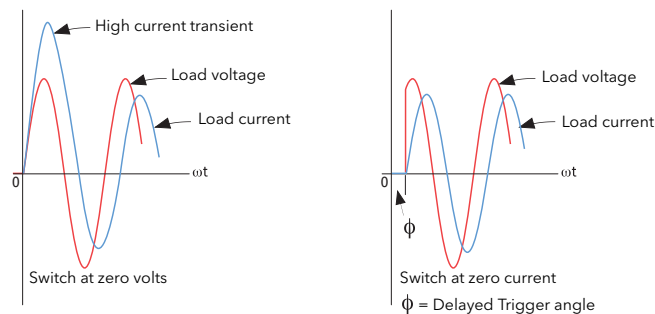 High current transient
Load voltage
Load current
ωt
0
Switch at zero volts
Load voltage
Load current
ωt
0
ϕ
Switch at zero current
ϕ = Delayed Trigger angle